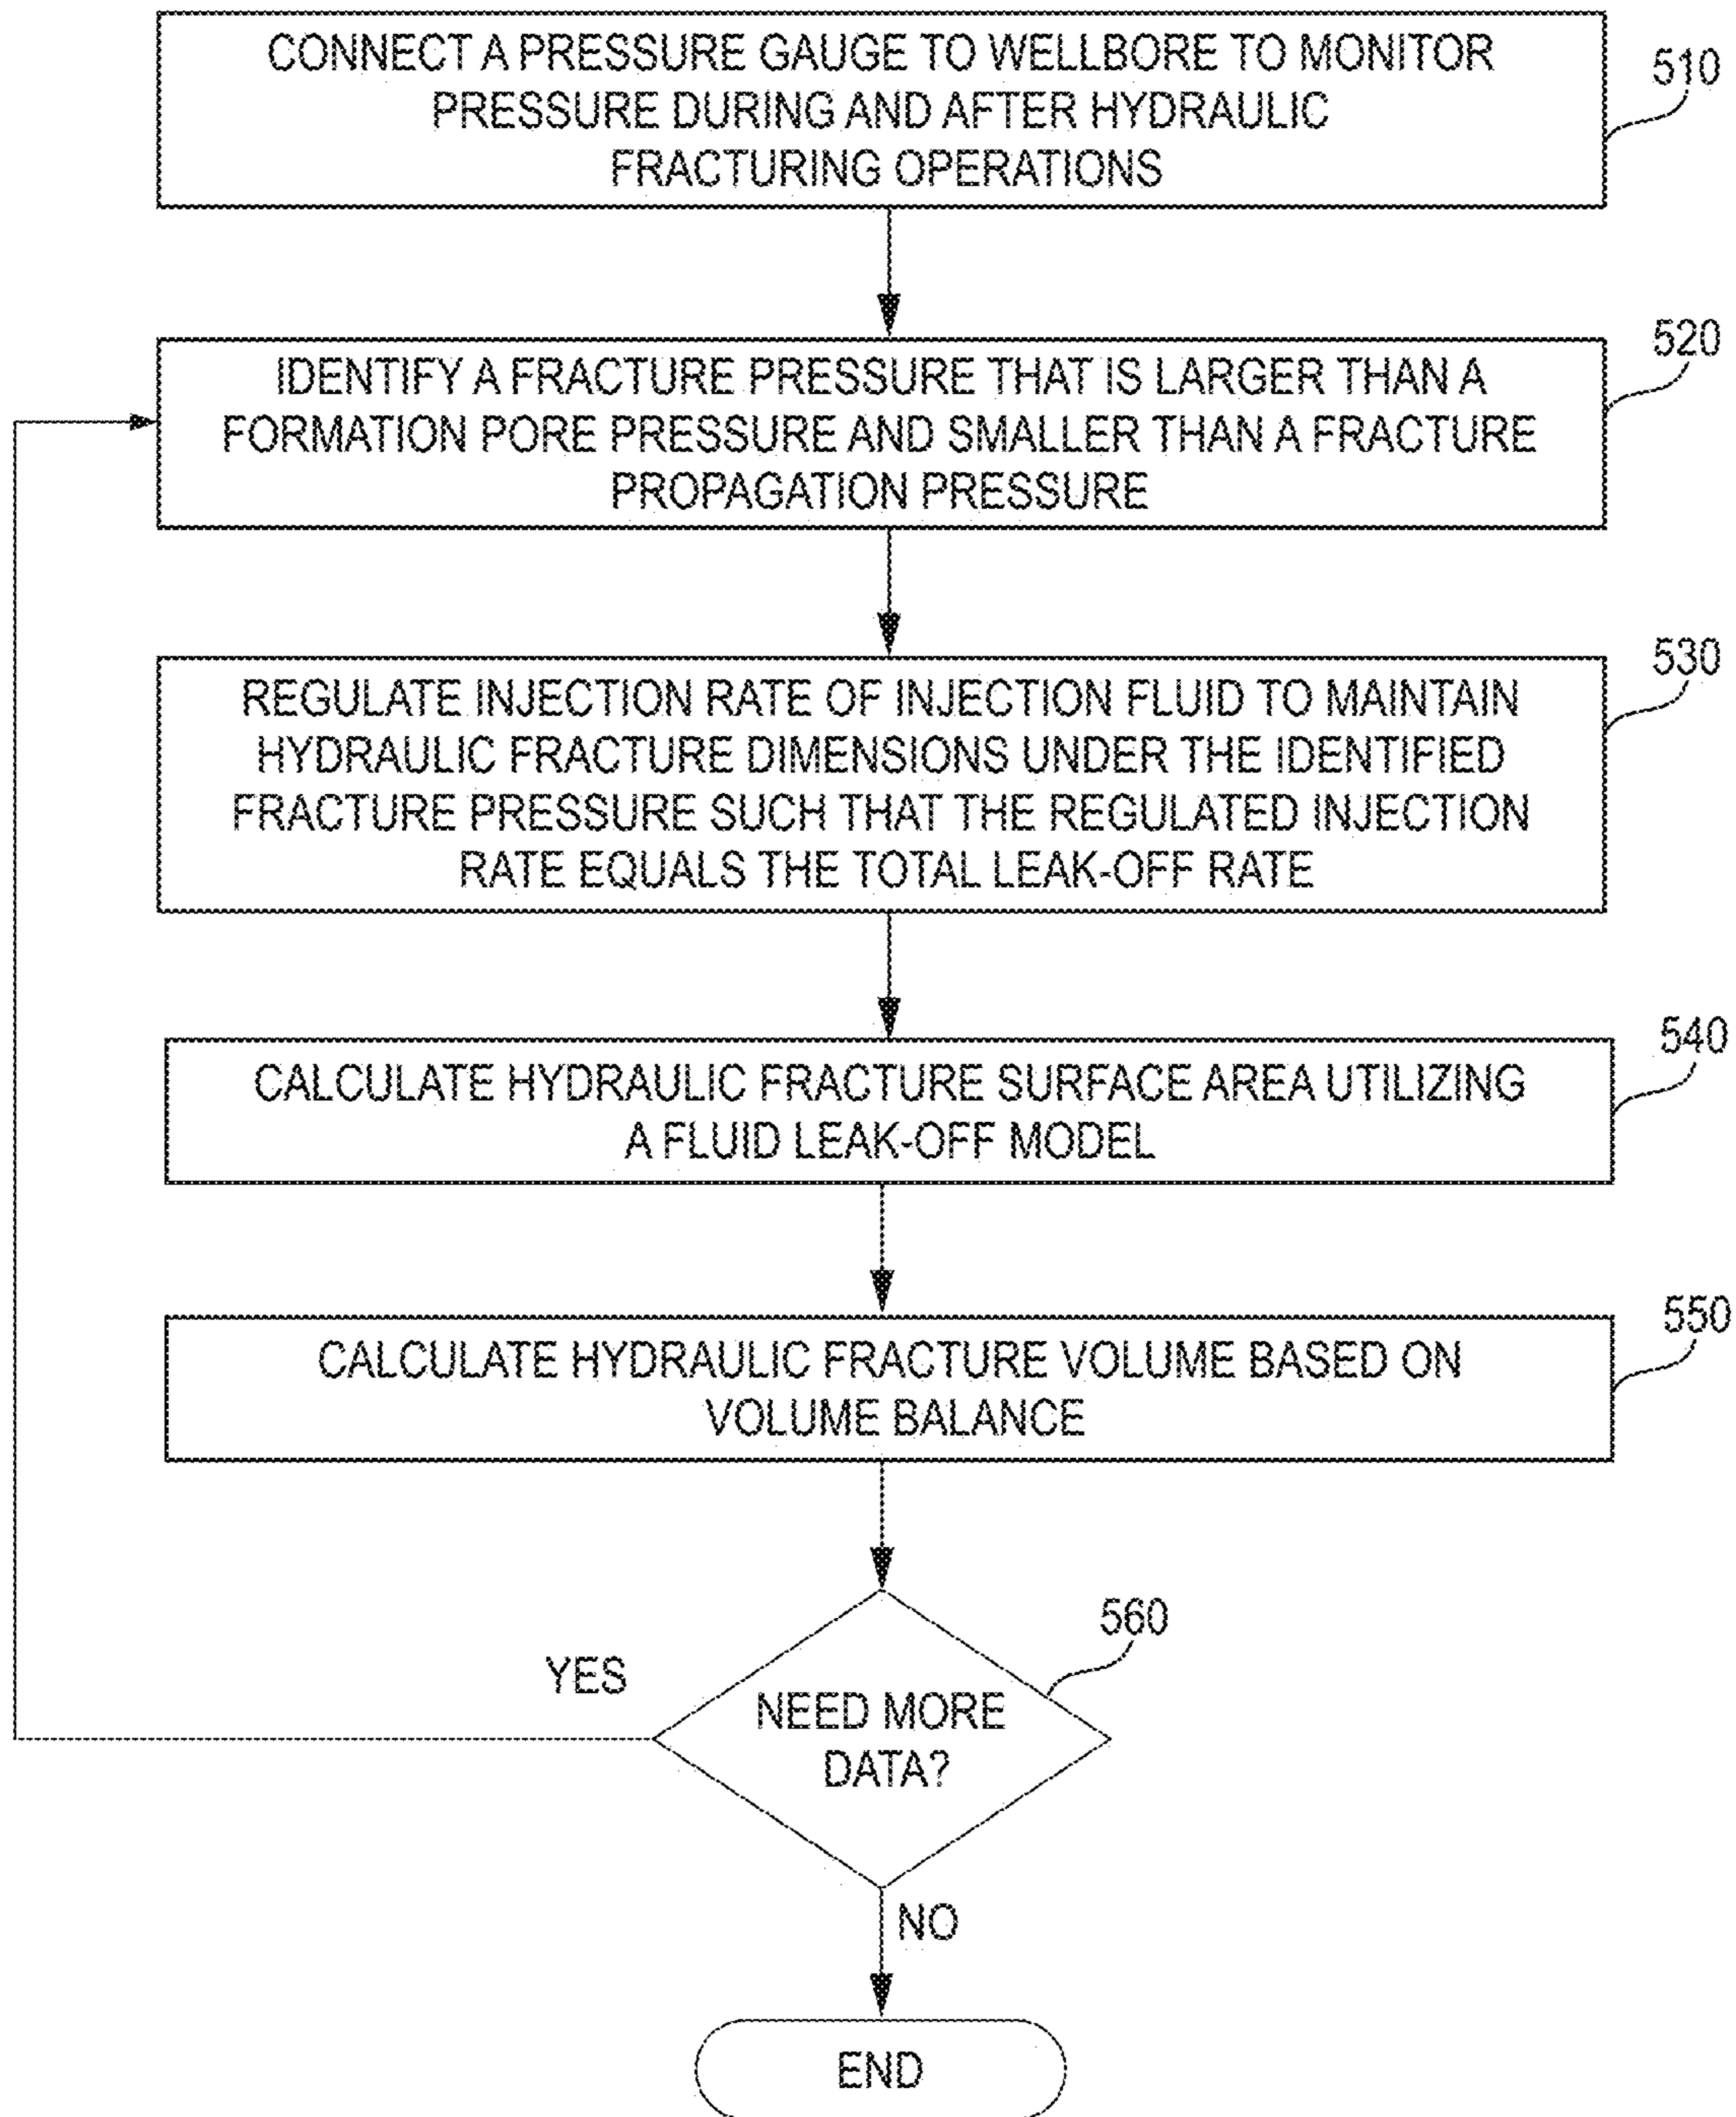 CONNECT A PRESSURE GAUGE TO WELLBORE TO MONITOR
PRESSURE DURING AND AFTER HYDRAULIC
FRACTURING OPERATIONS
510
IDENTIFY A FRACTURE PRESSURE THAT IS LARGER THAN A
FORMATION PORE PRESSURE AND SMALLER THAN A FRACTURE
PROPAGATION PRESSURE
520
REGULATE INJECTION RATE OF INJECTION FLUID TO MAINTAIN
HYDRAULIC FRACTURE DIMENSIONS UNDER THE IDENTIFIED
FRACTURE PRESSURE SUCH THAT THE REGULATED INJECTION
RATE EQUALS THE TOTAL LEAK-OFF RATE
530
CALCULATE HYDRAULIC FRACTURE SURFACE AREA UTILIZING
A FLUID LEAK-OFF MODEL
540
CALCULATE HYDRAULIC FRACTURE VOLUME BASED ON
VOLUME BALANCE
550
560
YES
NEED MORE
DATA?
NO
END